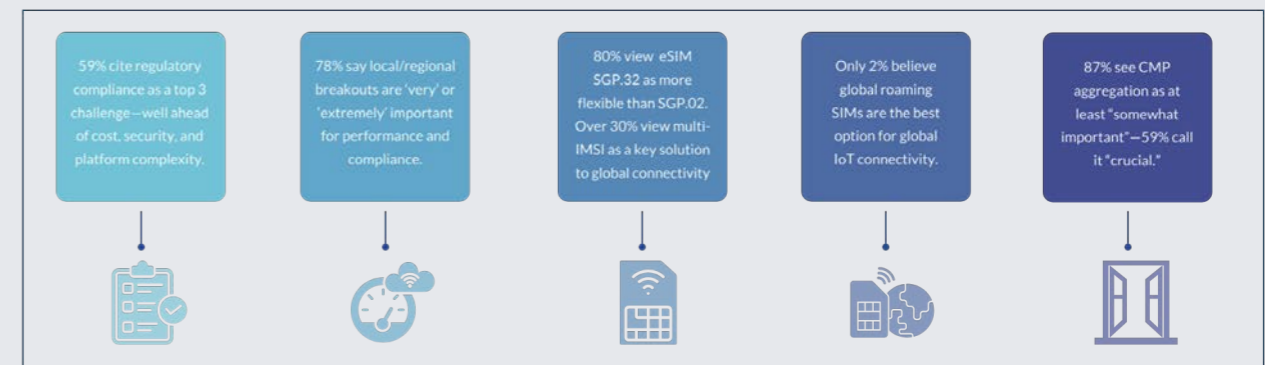 59% cite regulatory
compliance as a top 3
challenge—well ahead
of cost, security, and
platform complexity.
78% say local/regional
breakouts are 'very' or
'extremely' important
for performance and
compliance.
80% view eSIM
SGP.32 as more
flexible than SGP.02.
Over 30% view multi-
IMSI as a key solution
to global connectivity
Only 2% believe
global roaming
SIMs are the best
option for global
IoT connectivity.
87% see CMP
aggregation as at
least "somewhat
important"—59% call
it "crucial."